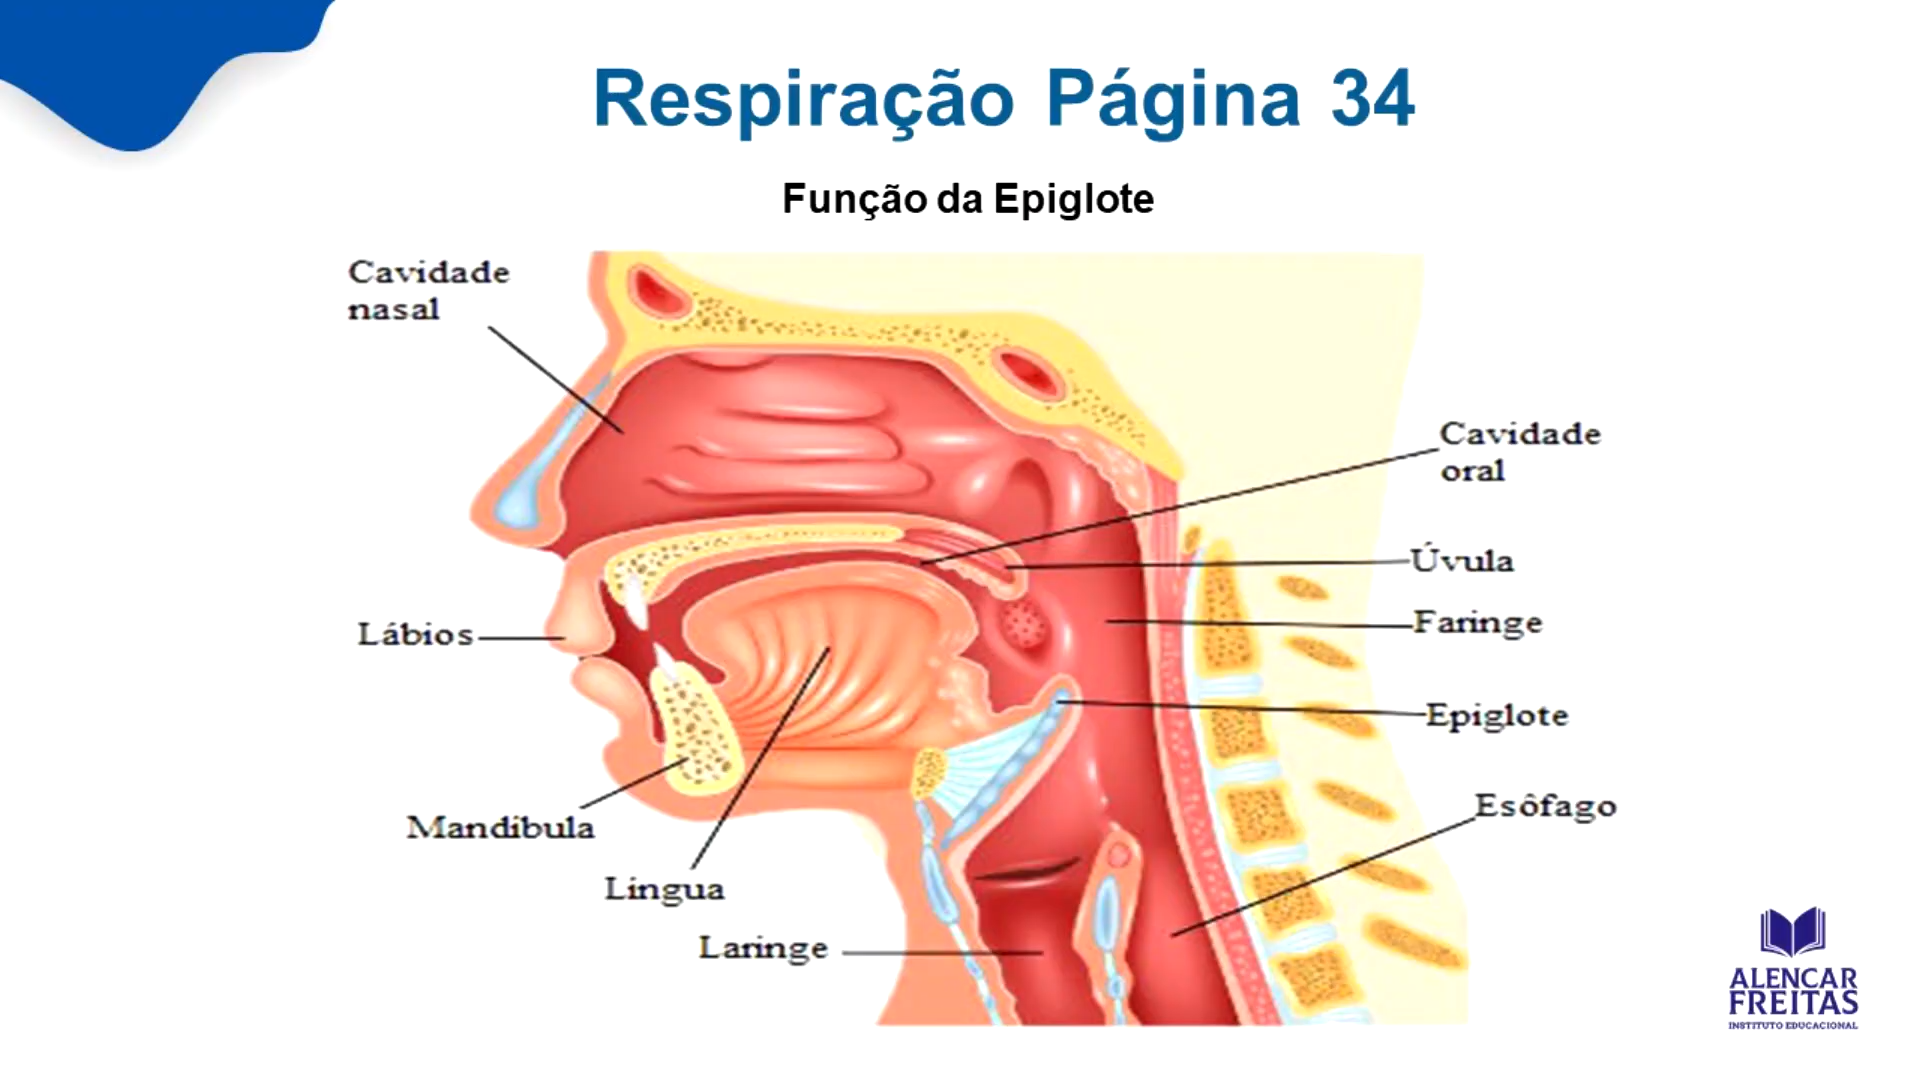 Respiração Página 34
Função da Epiglote
Cavidade
nasal
Cavidade
oral
Úvula
Faringe
Lábios
Epiglote
Esôfago
Mandíbula
Língua
Laringe
ALENCAR
FREITAS
INSTITUTO EDUCACIONAL